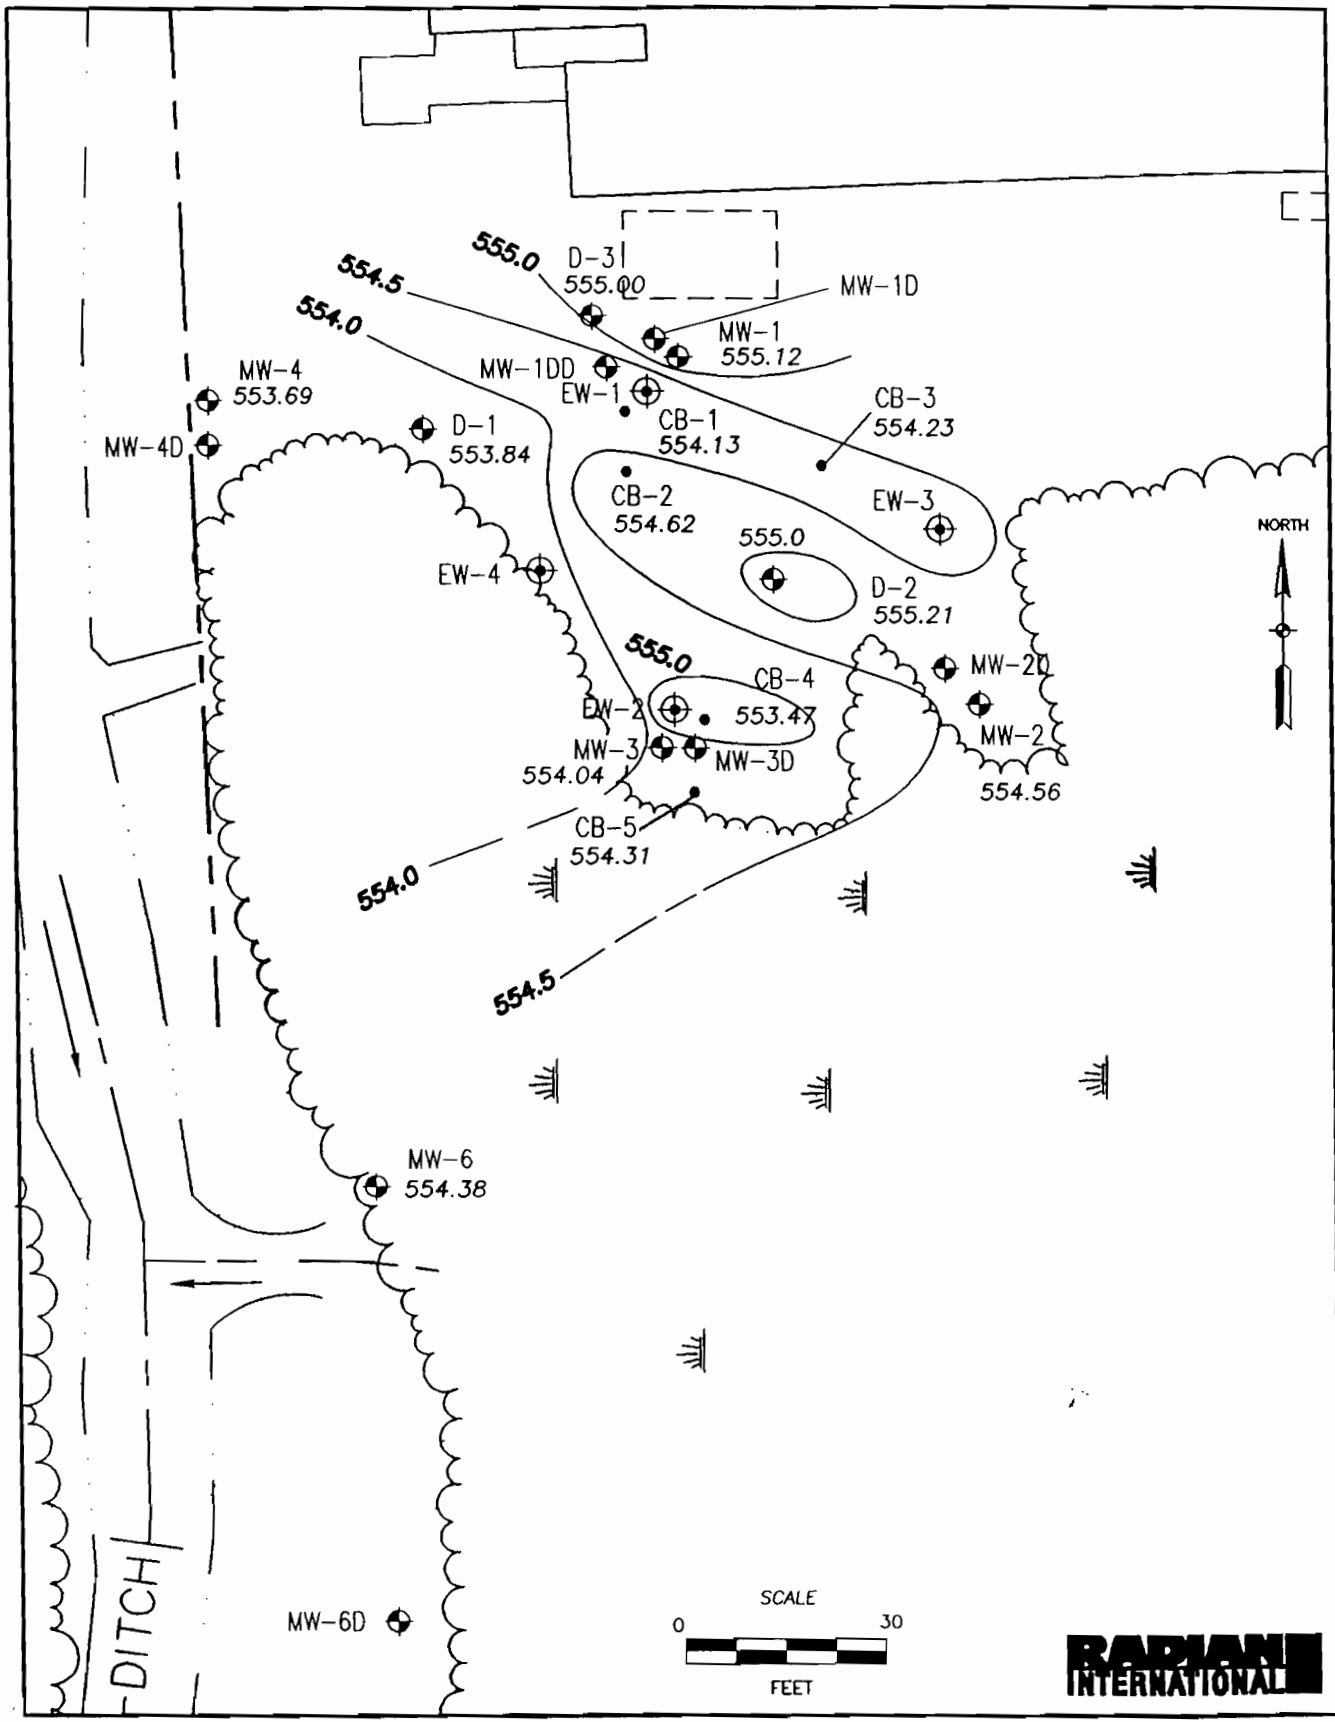 555.0
D-3
555.00
554.5
MW-1D
554.0
MW-1
555.12
MW-1DD
MW-4
553.69
EW-1
CB-3
554.23
CB-1
554.13
D-1
553.84
MW-4D
CB-2
554.62
EW-3
NORTH
555.0
EW-4
D-2
555.21
555.0
MW-2D
CB-4
553.47
EW-2
MW-2
554.56
MW-3
554.04
MW-3D
CB-5
554.31
554.0
554.5
MW-6
554.38
DITCH
MW-6D
SCALE
0 30
FEET
RADIAN
INTERNATIONAL